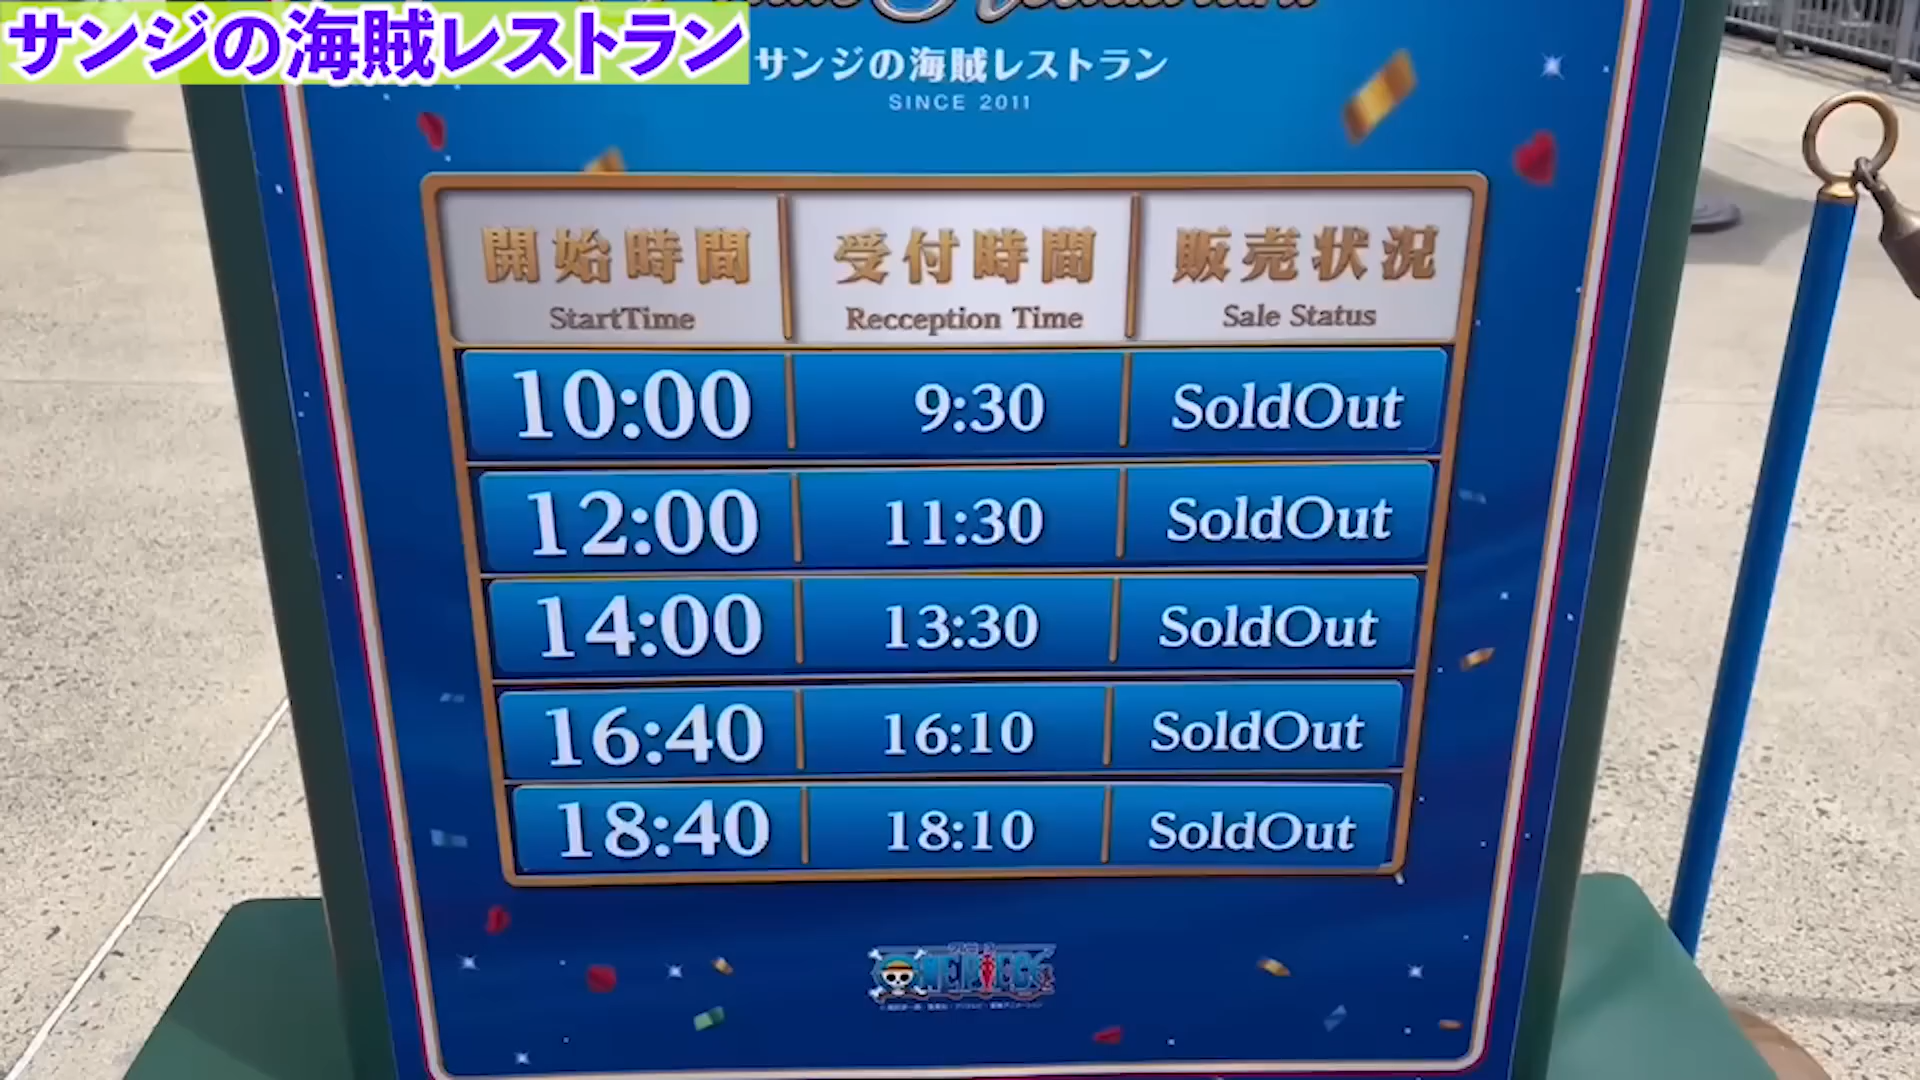 サンジの海賊レストラン
サンジの海賊レストラン
SINCE 2011
開始時間 受付時間 販売状況
StartTime Recception Time Sale Status
10:00 9:30 SoldOut
12:00 11:30 SoldOut
14:00 13:30 SoldOut
16:40 16:10 SoldOut
18:40 18:10 SoldOut
ONE PIECE